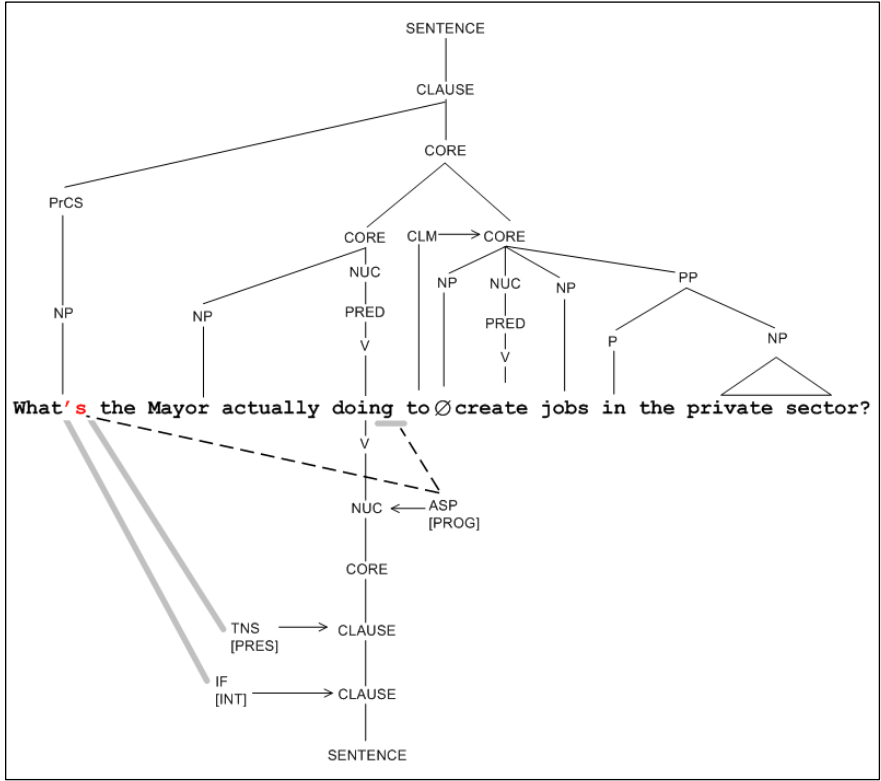 SENTENCE
CLAUSE
CORE
PrCS
CORE CLM CORE
NUC PP
NP NUC NP
NP NP PRED PRED
P NP
V V
What's the Mayor actually doing to ∅ create jobs in the private sector?
V
NUC ASP
[PROG]
CORE
TNS CLAUSE
[PRES]
IF CLAUSE
[INT]
SENTENCE